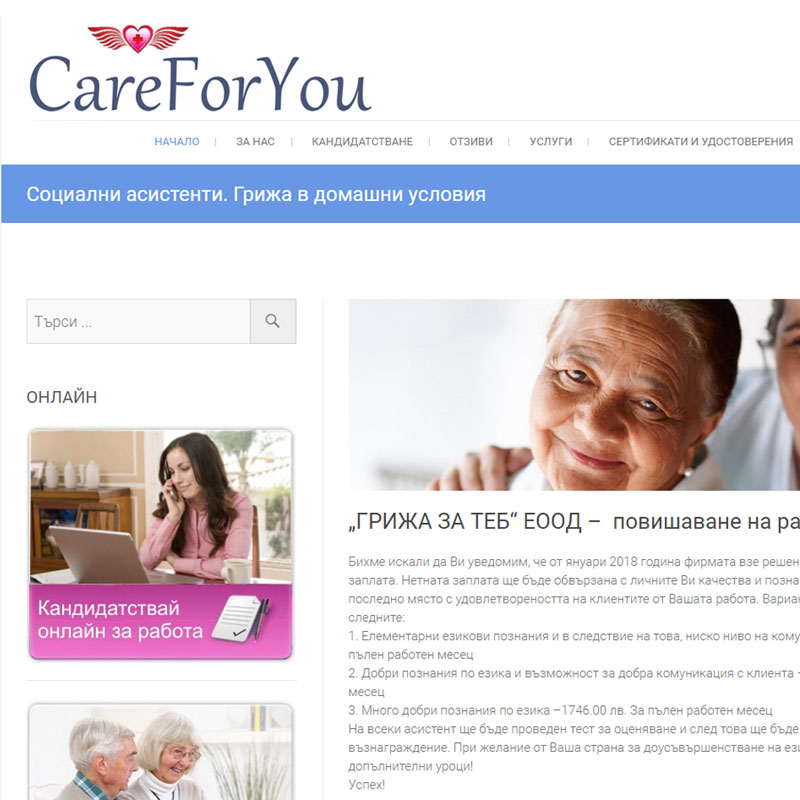 CareForYou
НАЧАЛО | ЗА НАС | КАНДИДАТСТВАНЕ | ОТЗИВИ | УСЛУГИ | СЕРТИФИКАТИ И УДОСТОВЕРЕНИЯ
Социални асистенти. Грижа в домашни условия
Търси ...
ОНЛАЙН
Кандидатствай
онлайн за работа
„ГРИЖА ЗА ТЕБ“ ЕООД – повишаване на ра
Бихме искали да Ви уведомим, че от януари 2018 година фирмата взе решен
заплата. Нетната заплата ще бъде обвързана с личните Ви качества и позна
последно място с удовлетвореността на клиентите от Вашата работа. Вариан
следните:
1. Елементарни езикови познания и в следствие на това, ниско ниво на кому
пълен работен месец
2. Добри познания по езика и възможност за добра комуникация с клиента -
месец
3. Много добри познания по езика –1746.00 лв. За пълен работен месец
На всеки асистент ще бъде проведен тест за оценяване и след това ще бъде
възнаграждение. При желание от Ваша страна за доусъвършенстване на ези
допълнителни уроци!
Успех!